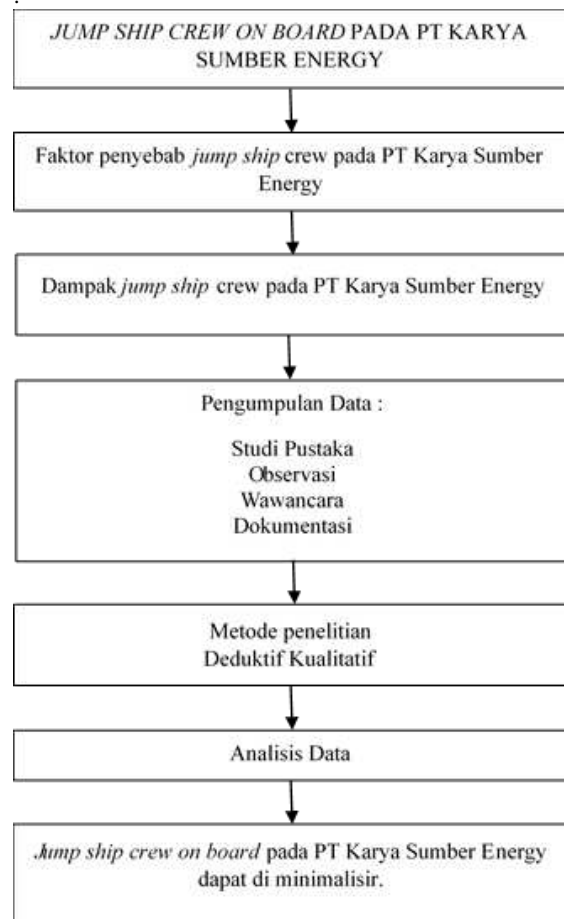 JUMP SHIP CREW ON BOARD PADA PT KARYA
SUMBER ENERGY
Faktor penyebab jump ship crew pada PT Karya Sumber
Energy
Dampak jump ship crew pada PT Karya Sumber Energy
Pengumpulan Data :
Studi Pustaka
Observasi
Wawancara
Dokumentasi
Metode penelitian
Deduktif Kualitatif
Analisis Data
Jump ship crew on board pada PT Karya Sumber Energy
dapat di minimalisir.